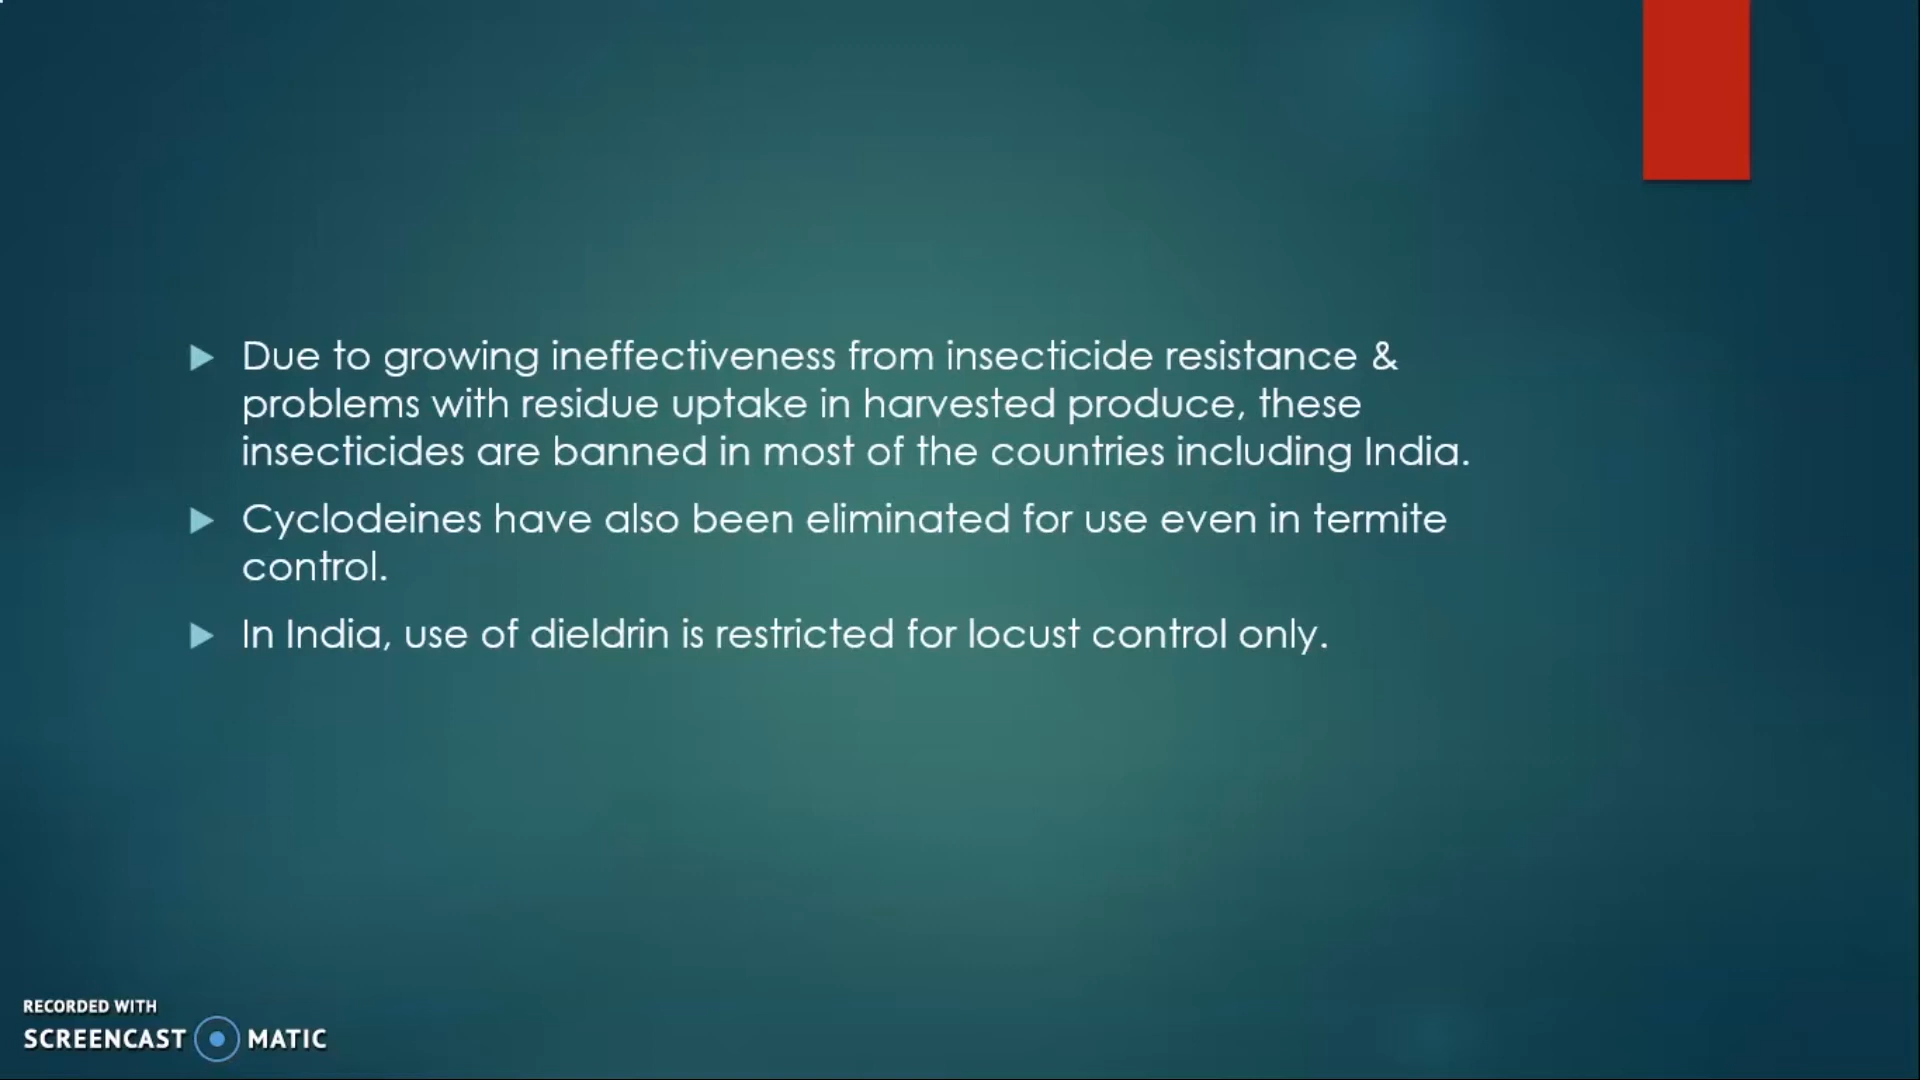 Due to growing ineffectiveness from insecticide resistance &
problems with residue uptake in harvested produce, these
insecticides are banned in most of the countries including India.
Cyclodeines have also been eliminated for use even in termite
control.
In India, use of dieldrin is restricted for locust control only.
RECORDED WITH
SCREENCAST MATIC